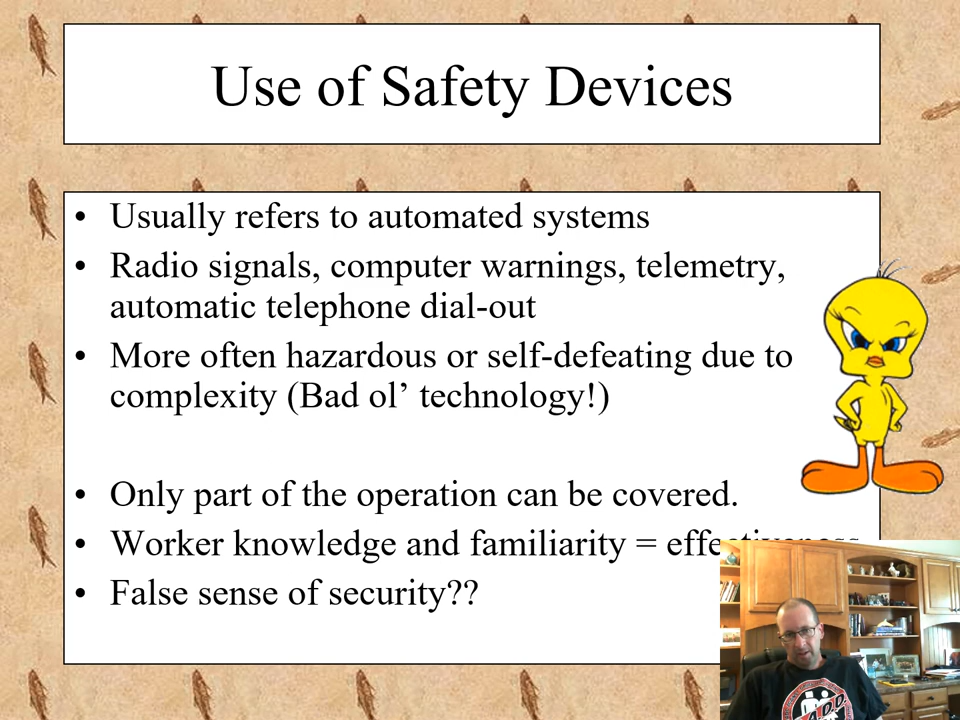 Use of Safety Devices
• Usually refers to automated systems
• Radio signals, computer warnings, telemetry,
automatic telephone dial-out
• More often hazardous or self-defeating due to
complexity (Bad ol’ technology!)
• Only part of the operation can be covered.
• Worker knowledge and familiarity = effectiveness
• False sense of security??